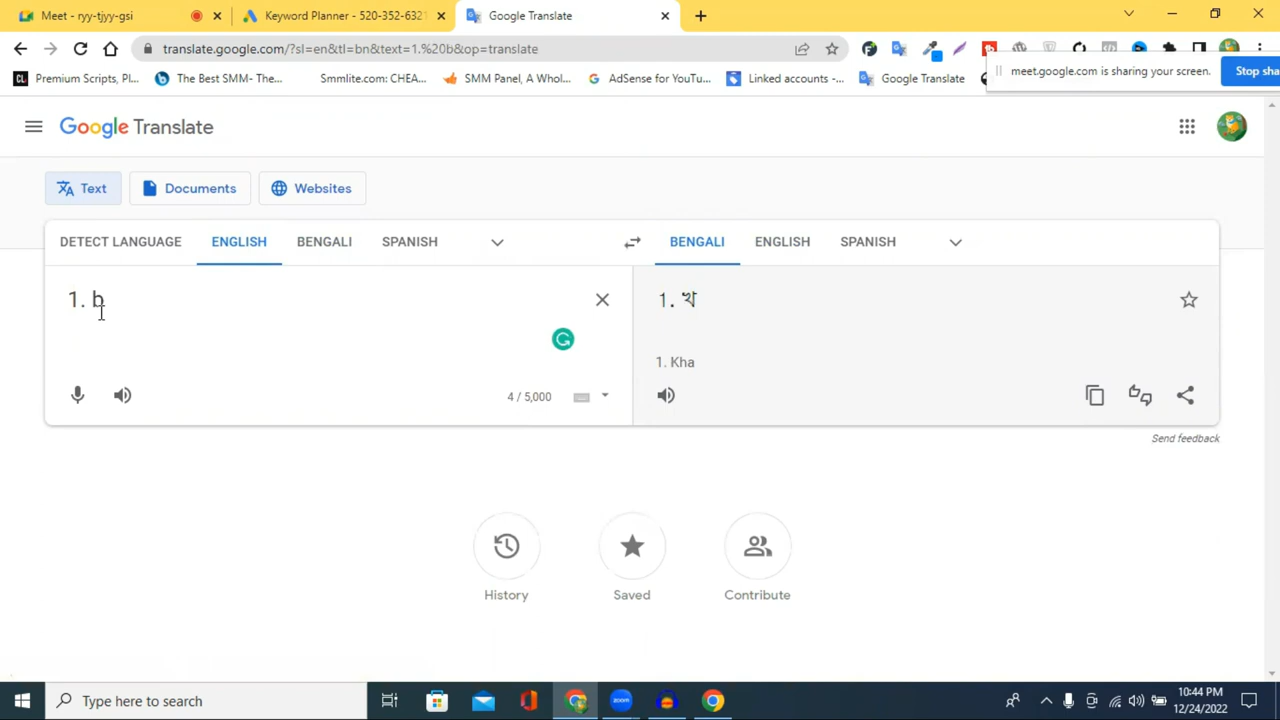 Meet - ryy-tjyy-gsi
Keyword Planner - 520-352-6321
Google Translate
translate.google.com/?sl=en&tl=bn&text=1.%20b&op=translate
CL Premium Scripts, Pl...
The Best SMM- The...
Smmlite.com: CHEA...
SMM Panel, A Whol...
AdSense for YouTu...
Linked accounts -...
Google Translate
meet.google.com is sharing your screen.
Stop sha
Google Translate
Text
Documents
Websites
DETECT LANGUAGE
ENGLISH
BENGALI
SPANISH
BENGALI
ENGLISH
SPANISH
1. b
1. খ
1. Kha
4 / 5,000
Send feedback
History
Saved
Contribute
Type here to search
10:44 PM
12/24/2022